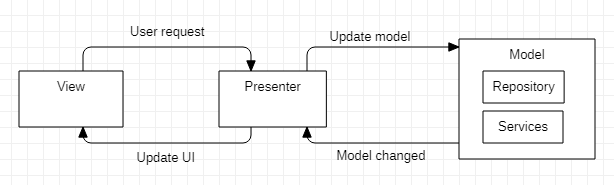 User request
Update model
Model
View
Presenter
Repository
Services
Update UI
Model changed